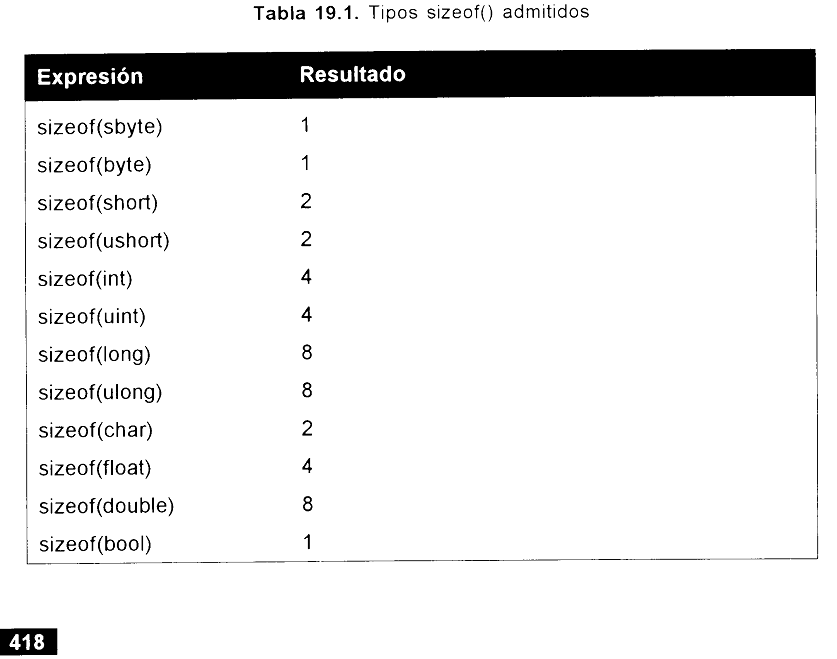 Tabla 19.1. Tipos sizeof() admitidos
Expresión Resultado
sizeof(sbyte) 1
sizeof(byte) 1
sizeof(short) 2
sizeof(ushort) 2
sizeof(int) 4
sizeof(uint) 4
sizeof(long) 8
sizeof(ulong) 8
sizeof(char) 2
sizeof(float) 4
sizeof(double) 8
sizeof(bool) 1
418